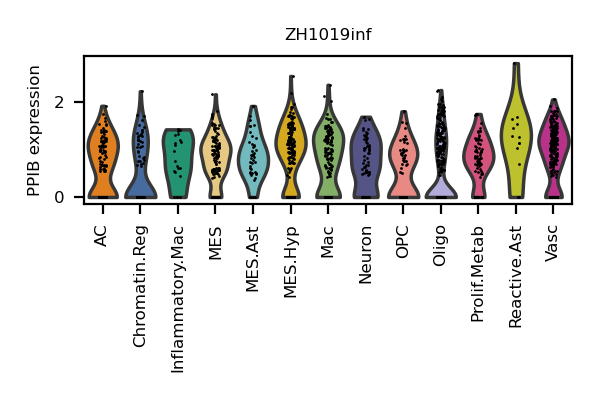 ZH1019inf
PPIB expression
2
0
AC
Chromatin.Reg
Inflammatory.Mac
MES
MES.Ast
MES.Hyp
Mac
Neuron
OPC
Oligo
Prolif.Metab
Reactive.Ast
Vasc